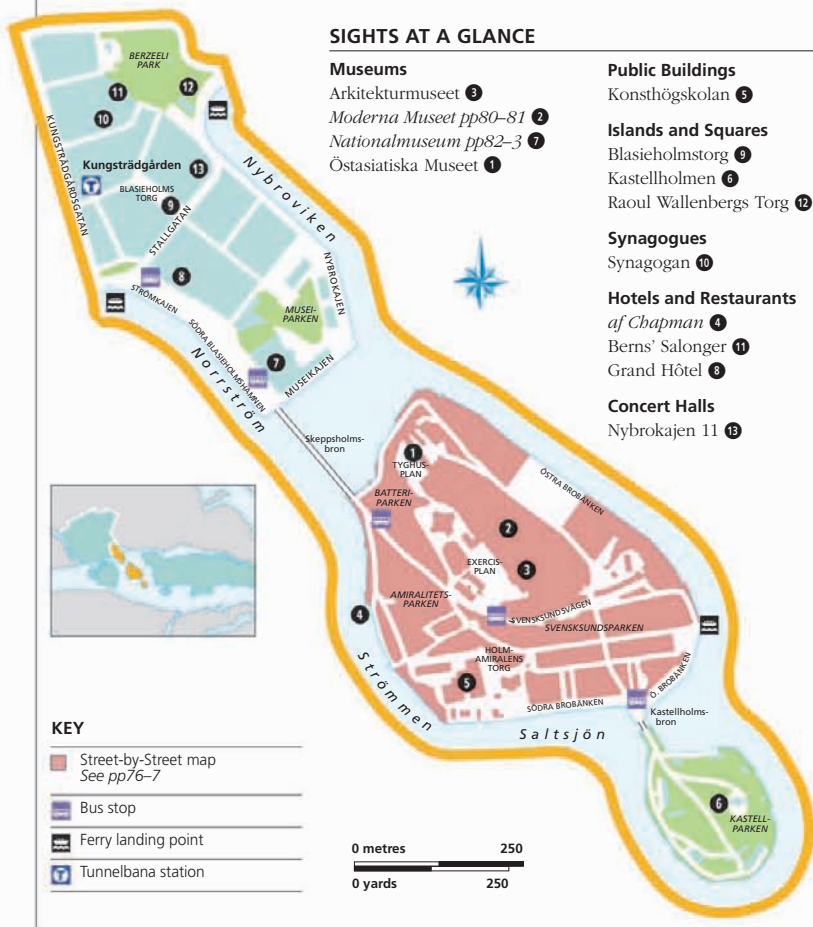 SIGHTS AT A GLANCE
Museums
Arkitekturmuseet 3
Moderna Museet pp80–81 2
Nationalmuseum pp82–3 7
Östasiatiska Museet 1
Public Buildings
Konsthögskolan 5
Islands and Squares
Blasieholmstorg 9
Kastellholmen 6
Raoul Wallenbergs Torg 12
Synagogues
Synagogan 10
Hotels and Restaurants
af Chapman 4
Berns' Salonger 11
Grand Hôtel 8
Concert Halls
Nybrokajen 11 13
BERZELII
PARK
11
12
10
KUNGSTRÄDGÅRDSGATAN
Kungsträdgården
T
13
BLASIEHOLMS
TORG
9
STALLGATAN
Nybroviken
NYBROKAJEN
8
STRÖMKAJEN
MUSEI-
PARKEN
SÖDRA BLASIEHOLMSHAMNEN
7
MUSEIKAJEN
Norrström
Skeppsholms-
bron
1
TYGHUS-
PLAN
BATTERI-
PARKEN
ÖSTRA BROBÄNKEN
2
EXERCIS-
PLAN
3
AMIRALITETS-
PARKEN
4
SVENSKSUNDSVÄGEN
SVENSKSUNDSPARKEN
HOLM-
AMIRALENS
TORG
5
Strömmen
SÖDRA BROBÄNKEN
Ö. BROBÄNKEN
Kastellholms-
bron
Saltsjön
6
KASTELL-
PARKEN
KEY
Street-by-Street map
See pp76–7
Bus stop
Ferry landing point
T
Tunnelbana station
0 metres 250
0 yards 250